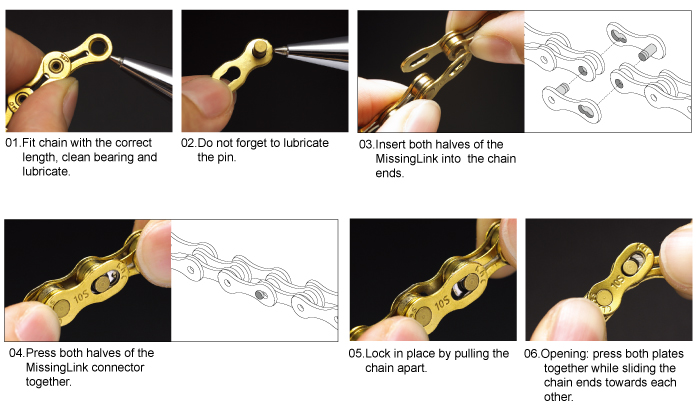 01.Fit chain with the correct
length, clean bearing and
lubricate.
02.Do not forget to lubricate
the pin.
03.Insert both halves of the
MissingLink into the chain
ends.
10S
10S
04.Press both halves of the
MissingLink connector
together.
05.Lock in place by pulling the
chain apart.
06.Opening: press both plates
together while sliding the
chain ends towards each
other.